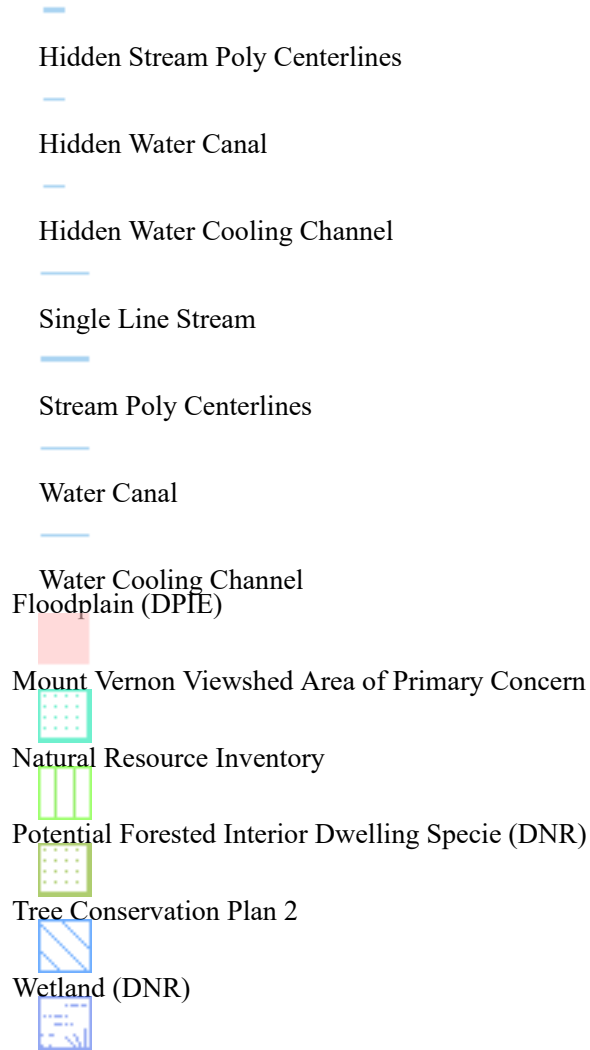 Hidden Stream Poly Centerlines
Hidden Water Canal
Hidden Water Cooling Channel
Single Line Stream
Stream Poly Centerlines
Water Canal
Water Cooling Channel
Floodplain (DPIE)
Mount Vernon Viewshed Area of Primary Concern
Natural Resource Inventory
Potential Forested Interior Dwelling Specie (DNR)
Tree Conservation Plan 2
Wetland (DNR)